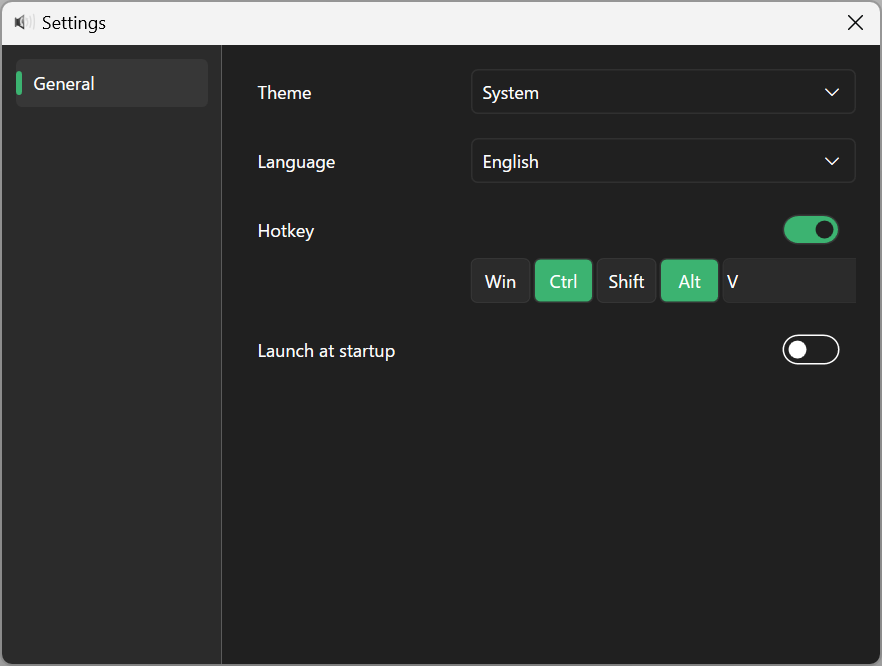 Settings
General
Theme System
Language English
Hotkey
Win Ctrl Shift Alt V
Launch at startup